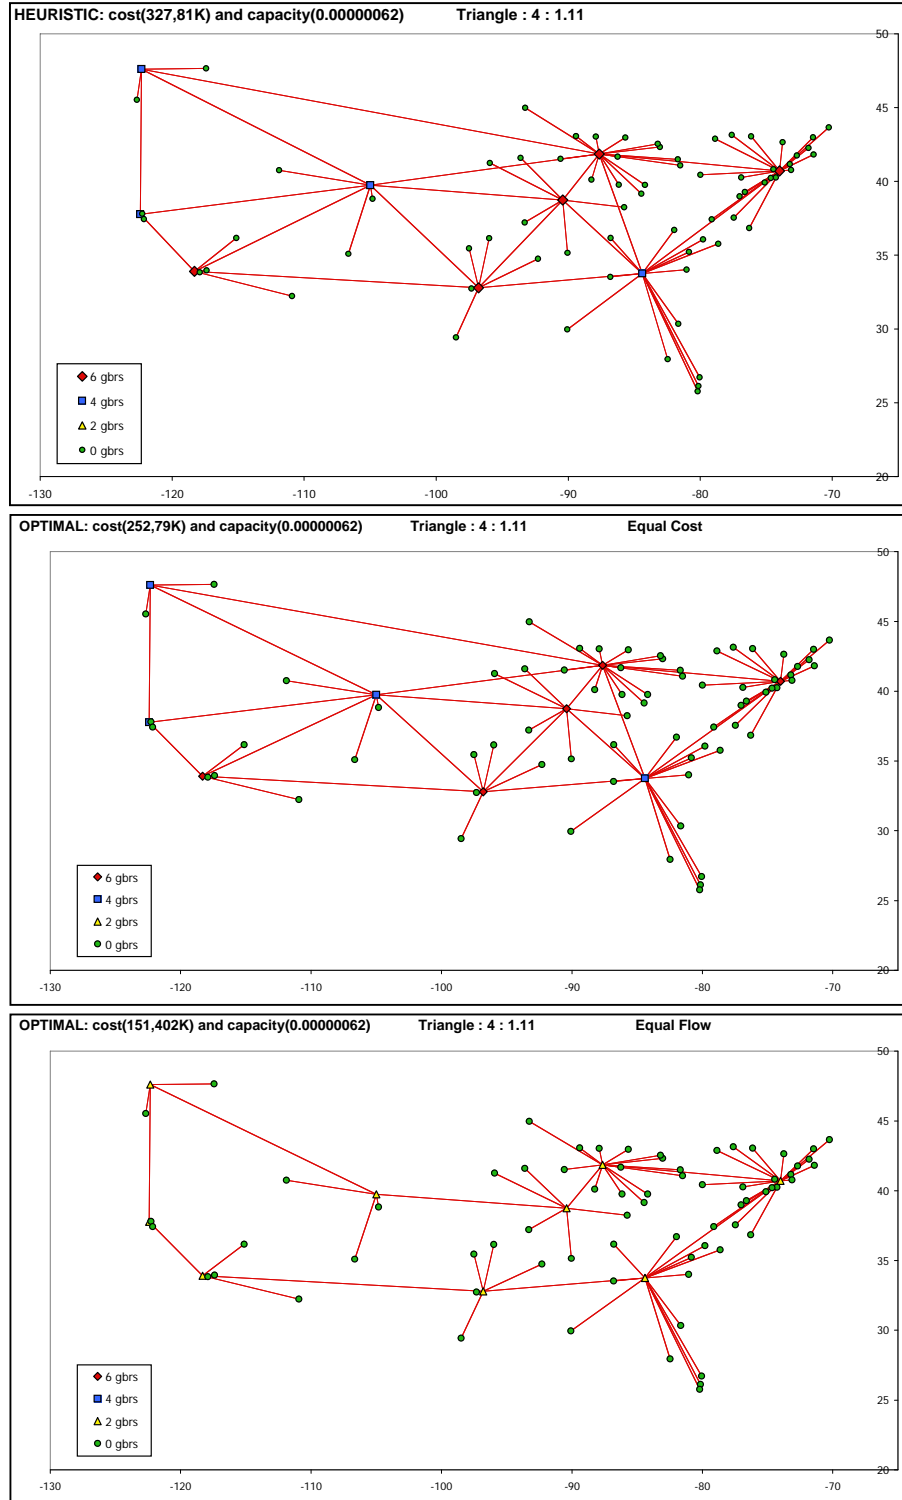 HEURISTIC: cost(327,81K) and capacity(0.00000062) Triangle : 4 : 1.11
50
45
40
35
30
25
20
6 gbrs
4 gbrs
2 gbrs
0 gbrs
-130 -120 -110 -100 -90 -80 -70
OPTIMAL: cost(252,79K) and capacity(0.00000062) Triangle : 4 : 1.11 Equal Cost
50
45
40
35
30
25
20
6 gbrs
4 gbrs
2 gbrs
0 gbrs
-130 -120 -110 -100 -90 -80 -70
OPTIMAL: cost(151,402K) and capacity(0.00000062) Triangle : 4 : 1.11 Equal Flow
50
45
40
35
30
25
20
6 gbrs
4 gbrs
2 gbrs
0 gbrs
-130 -120 -110 -100 -90 -80 -70